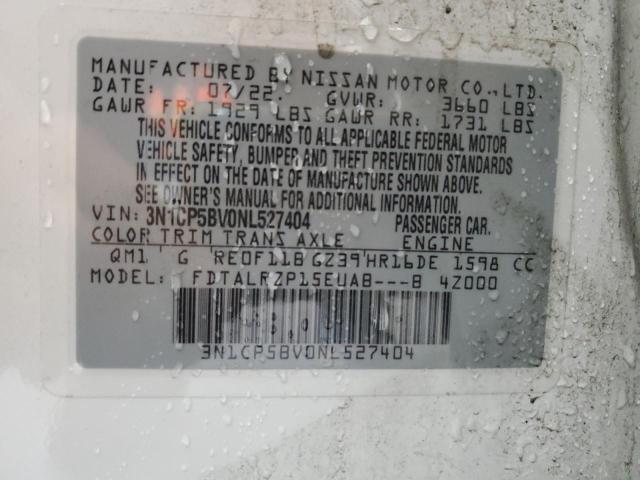 MANUFACTURED BY NISSAN MOTOR CO., LTD.
DATE: 07/22. GVWR: 3660 LBS
GAWR FR: 1929 LBS GAWR RR: 1731 LBS
THIS VEHICLE CONFORMS TO ALL APPLICABLE FEDERAL MOTOR
VEHICLE SAFETY, BUMPER AND THEFT PREVENTION STANDARDS
IN EFFECT ON THE DATE OF MANUFACTURE SHOWN ABOVE.
SEE OWNER'S MANUAL FOR ADDITIONAL INFORMATION.
VIN: 3N1CP5BV0NL527404 PASSENGER CAR.
COLOR TRIM TRANS AXLE ENGINE
QM1 G RE0F11B GZ39 HR16DE 1598 CC
MODEL: FDTALRZP15EUAB---B 4Z000
3N1CP5BV0NL527404